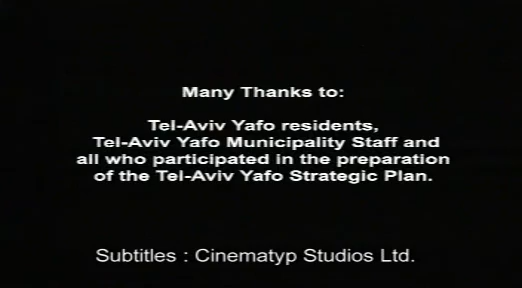 Many Thanks to:
Tel-Aviv Yafo residents,
Tel-Aviv Yafo Municipality Staff and
all who participated in the preparation
of the Tel-Aviv Yafo Strategic Plan.
Subtitles : Cinematyp Studios Ltd.